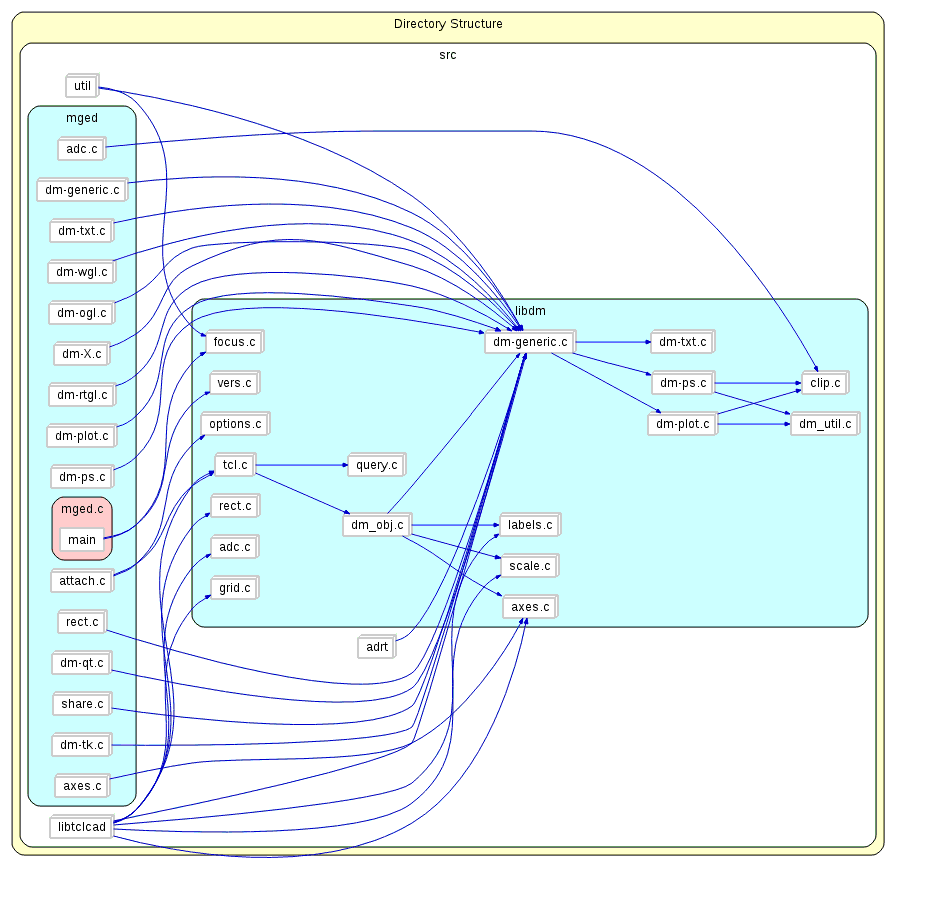 Directory Structure
src
util
mged
adc.c
dm-generic.c
dm-txt.c
dm-wgl.c
dm-ogl.c
dm-X.c
dm-rtgl.c
dm-plot.c
dm-ps.c
mged.c
main
attach.c
rect.c
dm-qt.c
share.c
dm-tk.c
axes.c
libtclcad
libdm
focus.c
vers.c
options.c
tcl.c
rect.c
adc.c
grid.c
query.c
dm_obj.c
adrt
dm-generic.c
labels.c
scale.c
axes.c
dm-txt.c
dm-ps.c
dm-plot.c
clip.c
dm_util.c